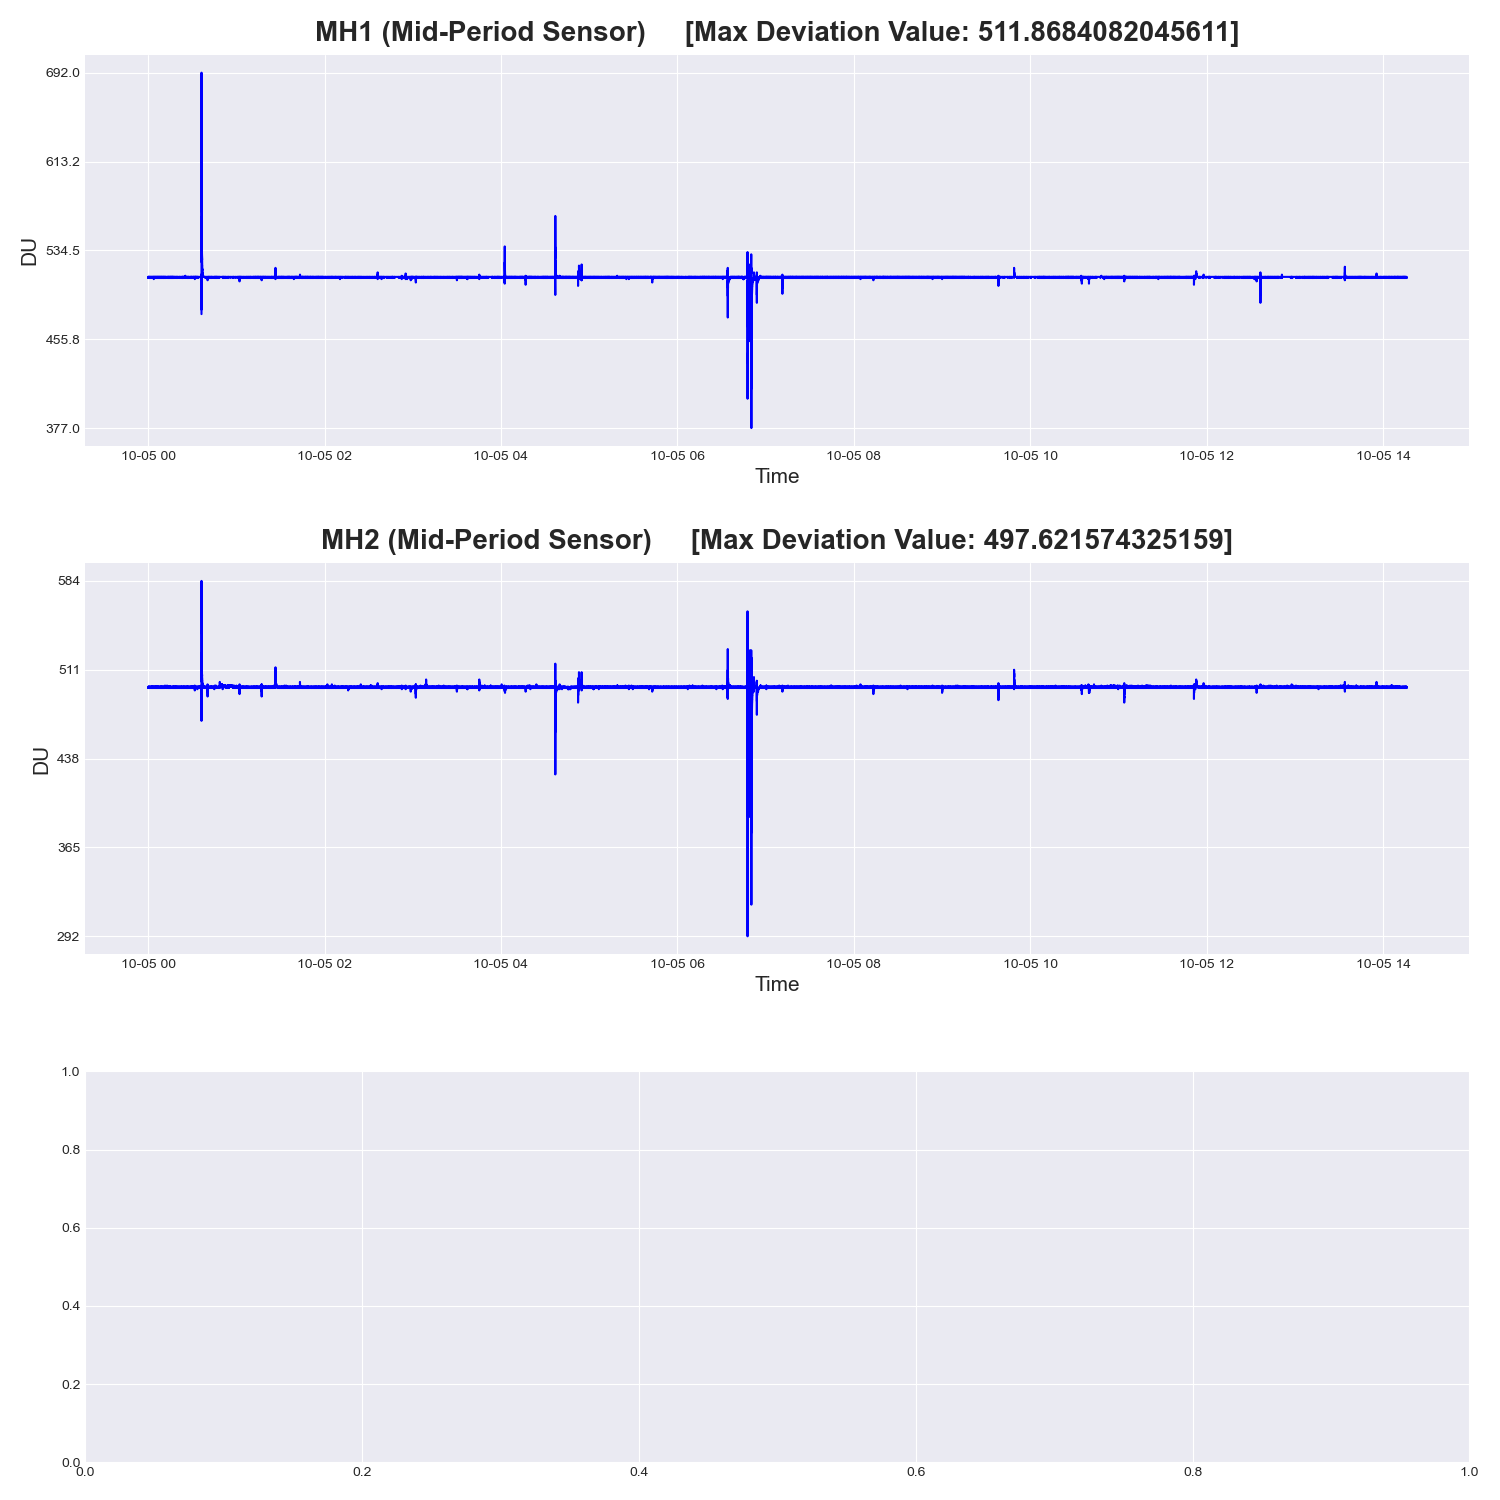 MH1 (Mid-Period Sensor) [Max Deviation Value: 511.8684082045611]
692.0
613.2
534.5
455.8
377.0
DU
10-05 00 10-05 02 10-05 04 10-05 06 10-05 08 10-05 10 10-05 12 10-05 14
Time
MH2 (Mid-Period Sensor) [Max Deviation Value: 497.621574325159]
584
511
438
365
292
DU
10-05 00 10-05 02 10-05 04 10-05 06 10-05 08 10-05 10 10-05 12 10-05 14
Time
1.0
0.8
0.6
0.4
0.2
0.0
0.0 0.2 0.4 0.6 0.8 1.0